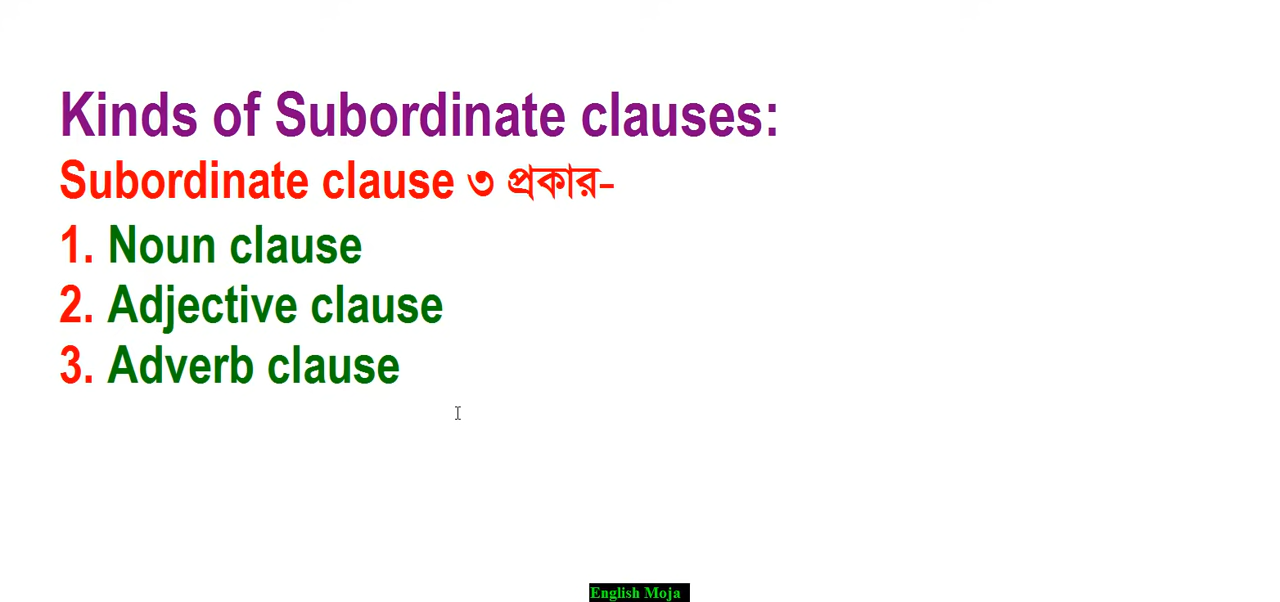 Kinds of Subordinate clauses:
Subordinate clause ৩ প্রকার-
1. Noun clause
2. Adjective clause
3. Adverb clause
English Moja